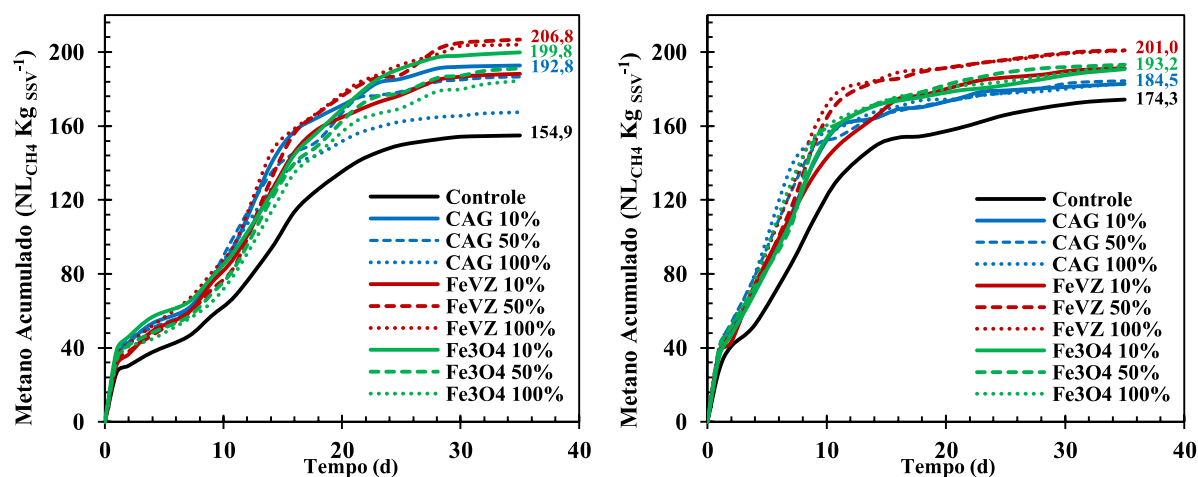 Metano Acumulado (NLCH4 Kg SSV-1)
200
160
120
80
40
0
206,8
199,8
192,8
154,9
Controle
CAG 10%
CAG 50%
CAG 100%
FeVZ 10%
FeVZ 50%
FeVZ 100%
Fe3O4 10%
Fe3O4 50%
Fe3O4 100%
0 10 20 30 40
Tempo (d)
Metano Acumulado (NLCH4 Kg SSV-1)
200
160
120
80
40
0
201,0
193,2
184,5
174,3
Controle
CAG 10%
CAG 50%
CAG 100%
FeVZ 10%
FeVZ 50%
FeVZ 100%
Fe3O4 10%
Fe3O4 50%
Fe3O4 100%
0 10 20 30 40
Tempo (d)